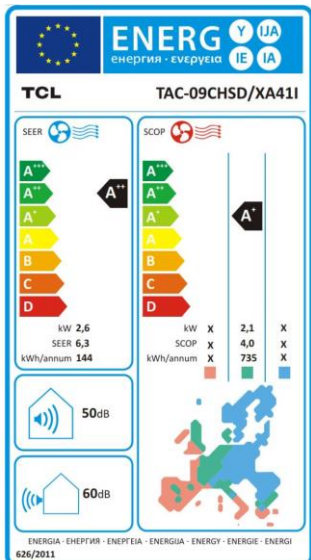 ENERG Y IJA
енергия · ενεργεια IE IA
TCL TAC-09CHSD/XA41I
SEER SCOP
A+++ A+++
A++ A++ A++
A+ A+ A+
A A
B B
C C
D D
kW 2,6 kW X 2,1 X
SEER 6,3 SCOP X 4,0 X
kWh/annum 144 kWh/annum X 735 X
50dB
60dB
ENERGIA · ЕНЕРГИЯ · ΕΝΕΡΓΕΙΑ · ENERGIJA · ENERGY · ENERGIE · ENERGI
626/2011